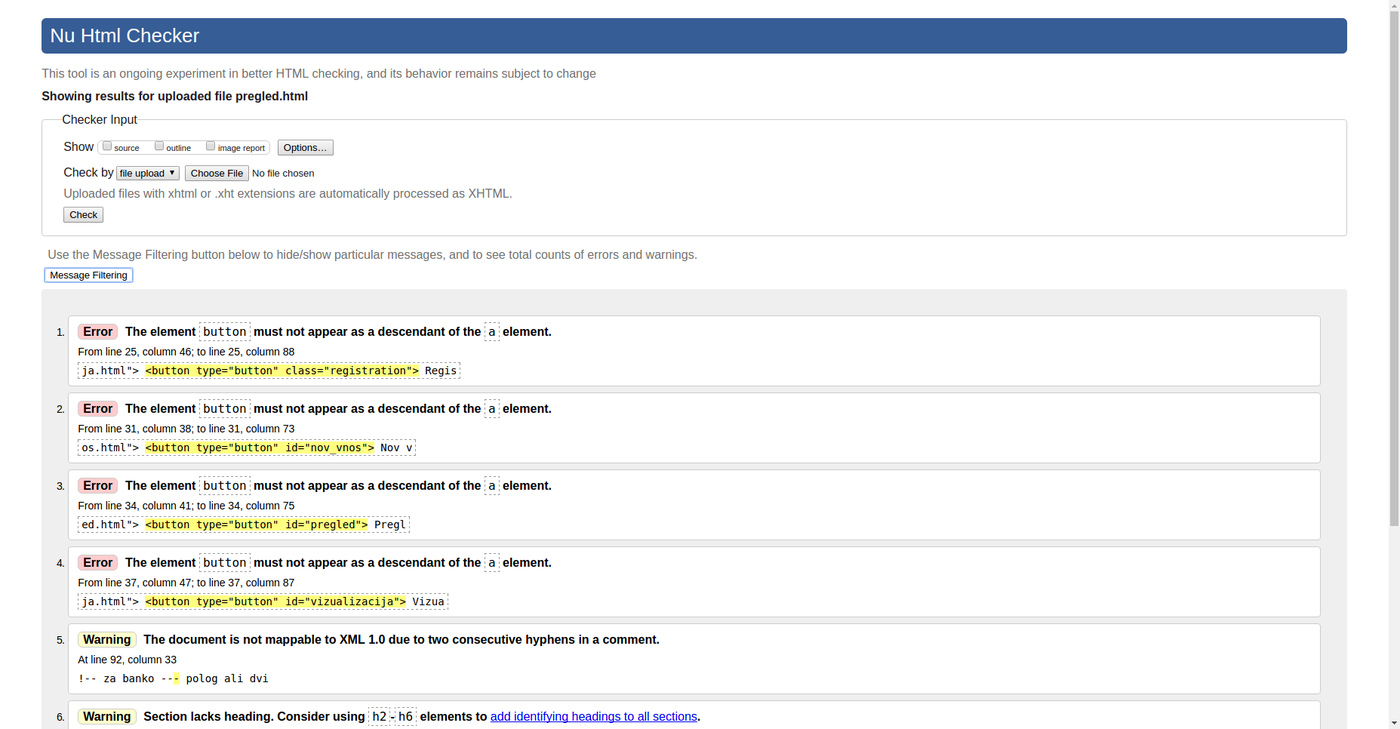 Nu Html Checker
This tool is an ongoing experiment in better HTML checking, and its behavior remains subject to change
Showing results for uploaded file pregled.html
Checker Input
Show source outline image report Options...
Check by file upload ▼ Choose File No file chosen
Uploaded files with xhtml or .xht extensions are automatically processed as XHTML.
Check
Use the Message Filtering button below to hide/show particular messages, and to see total counts of errors and warnings.
Message Filtering
1. Error The element button must not appear as a descendant of the a element.
From line 25, column 46; to line 25, column 88
ja.html"> <button type="button" class="registration"> Regis
2. Error The element button must not appear as a descendant of the a element.
From line 31, column 38; to line 31, column 73
os.html"> <button type="button" id="nov_vnos"> Nov v
3. Error The element button must not appear as a descendant of the a element.
From line 34, column 41; to line 34, column 75
ed.html"> <button type="button" id="pregled"> Pregl
4. Error The element button must not appear as a descendant of the a element.
From line 37, column 47; to line 37, column 87
ja.html"> <button type="button" id="vizualizacija"> Vizua
5. Warning The document is not mappable to XML 1.0 due to two consecutive hyphens in a comment.
At line 92, column 33
!-- za banko --- polog ali dvi
6. Warning Section lacks heading. Consider using h2-h6 elements to add identifying headings to all sections.